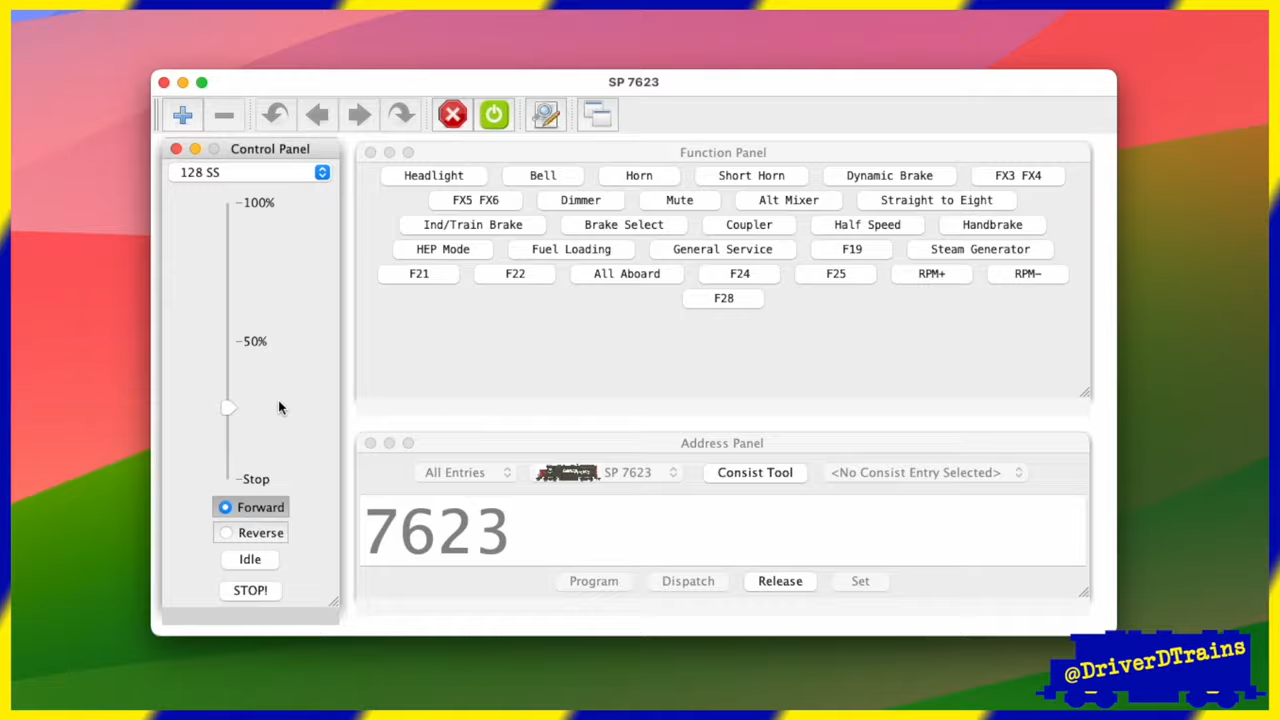 SP 7623
Control Panel
128 SS
-100%
-50%
-Stop
Forward
Reverse
Idle
STOP!
Function Panel
Headlight Bell Horn Short Horn Dynamic Brake FX3 FX4
FX5 FX6 Dimmer Mute Alt Mixer Straight to Eight
Ind/Train Brake Brake Select Coupler Half Speed Handbrake
HEP Mode Fuel Loading General Service F19 Steam Generator
F21 F22 All Aboard F24 F25 RPM+ RPM-
F28
Address Panel
All Entries SP 7623 Consist Tool <No Consist Entry Selected>
7623
Program Dispatch Release Set
@DriverDTrains